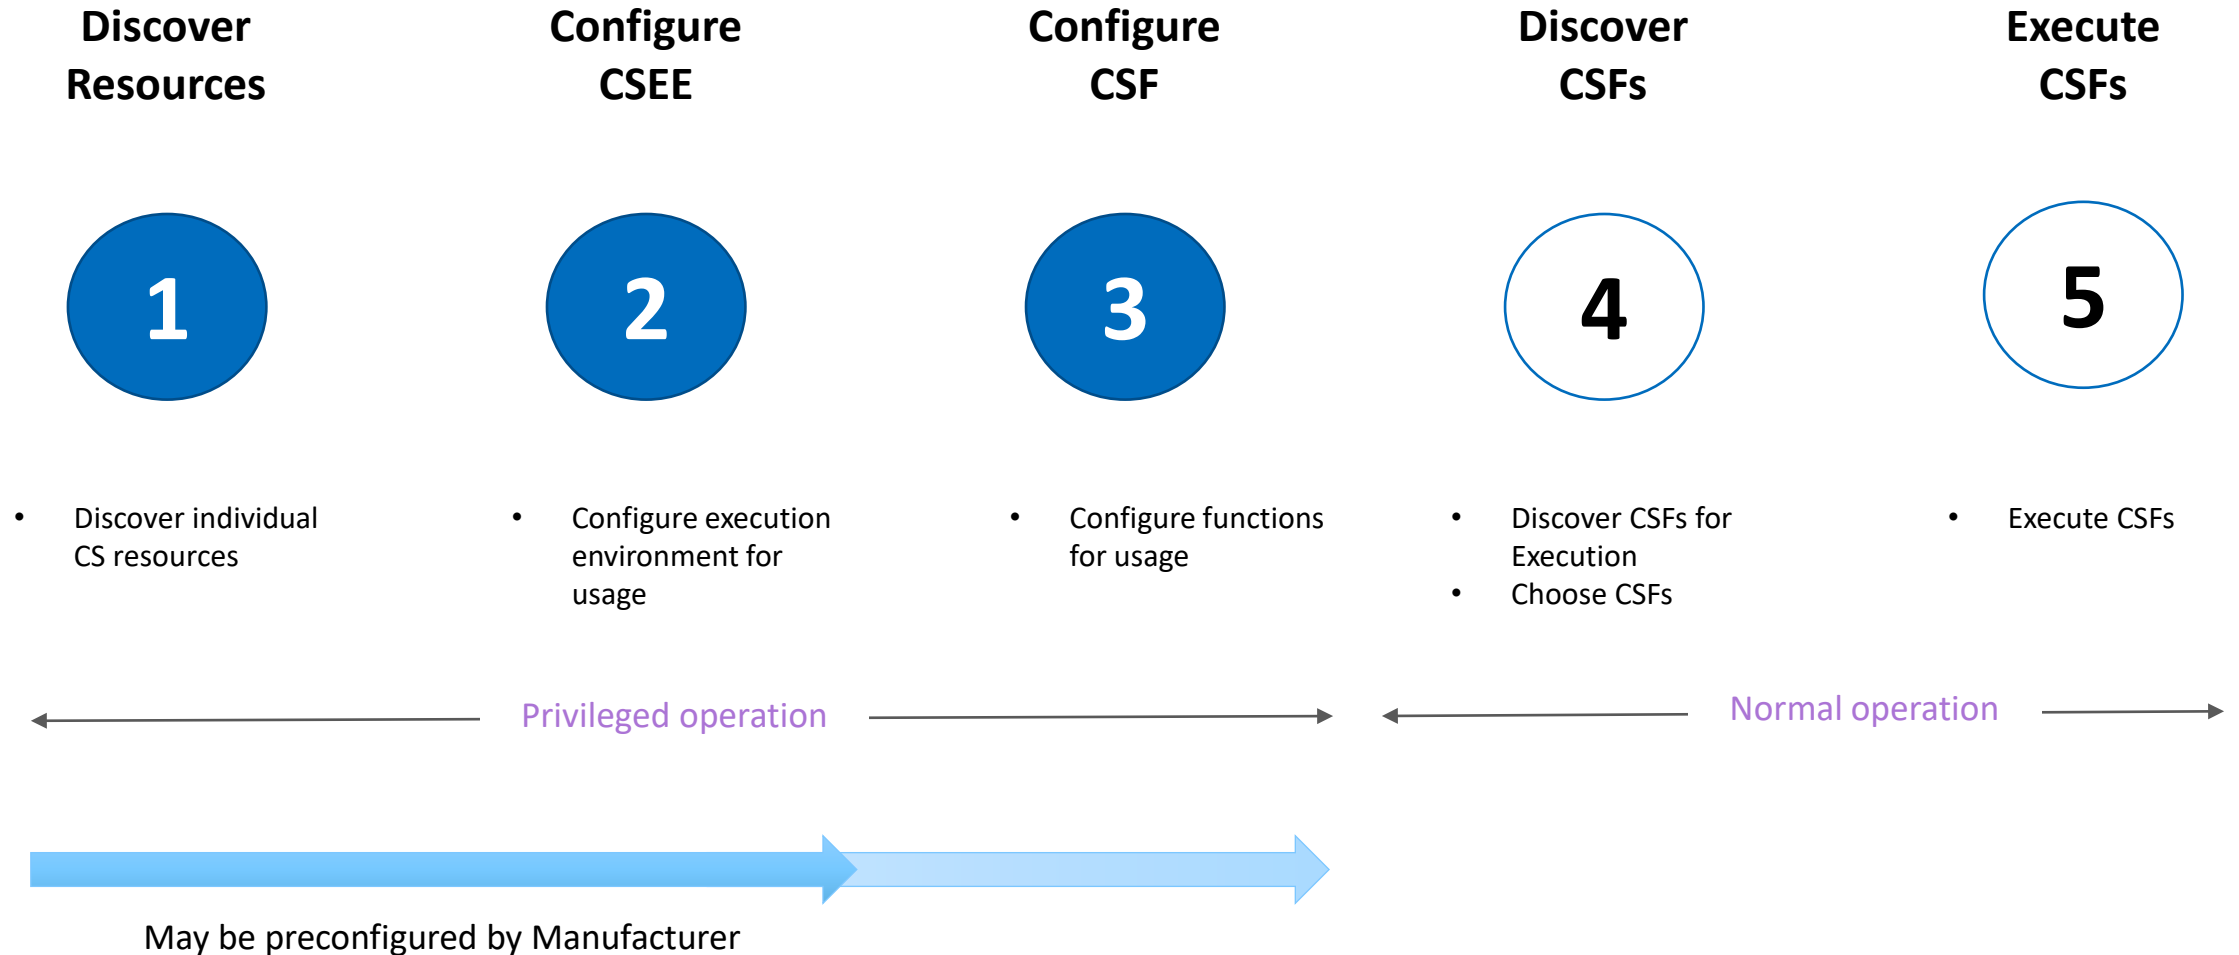 Discover
Resources
Configure
CSEE
Configure
CSF
Discover
CSFs
Execute
CSFs
1
2
3
4
5
• Discover individual
CS resources
• Configure execution
environment for
usage
• Configure functions
for usage
• Discover CSFs for
Execution
• Choose CSFs
• Execute CSFs
Privileged operation
Normal operation
May be preconfigured by Manufacturer